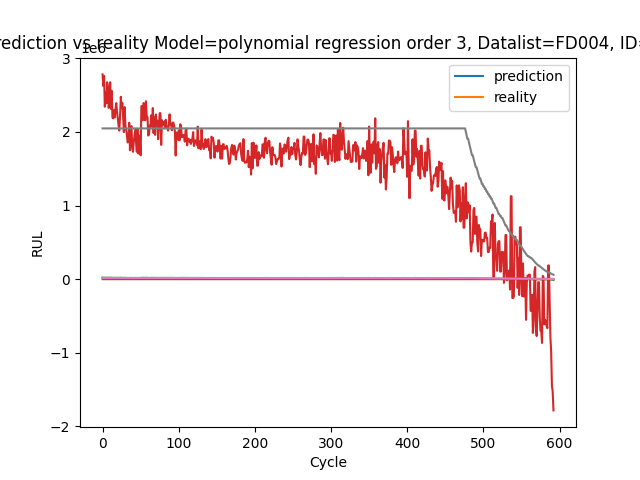 rediction vs reality Model=polynomial regression order 3, Datalist=FD004, ID=
1e6
3
2
1
0
−1
−2
RUL
prediction
reality
0
100
200
300
400
500
600
Cycle